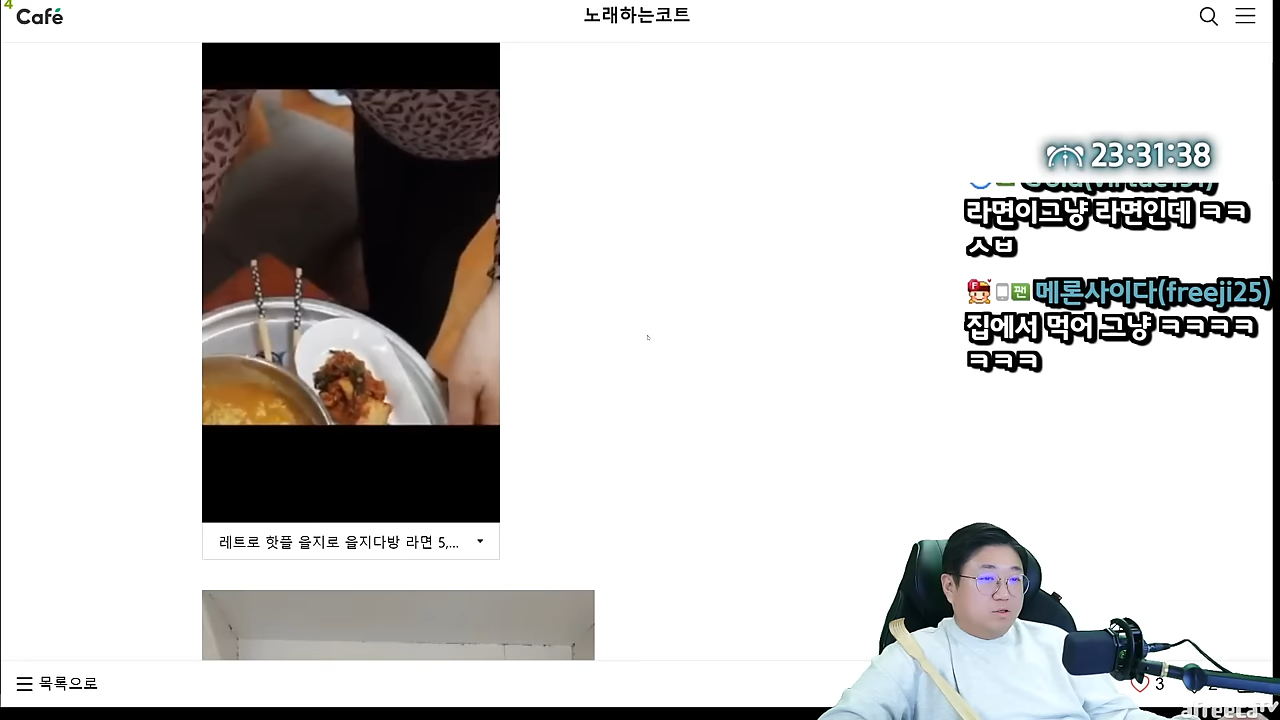 4
Café
노래하는코트
23:31:38
라면이그냥 라면인데 ㅋㅋ
ㅅㅂ
F 팬 메론사이다(freeji25)
집에서 먹어 그냥 ㅋㅋㅋㅋ
ㅋㅋㅋ
레트로 핫플 을지로 을지다방 라면 5,...
목록으로
3